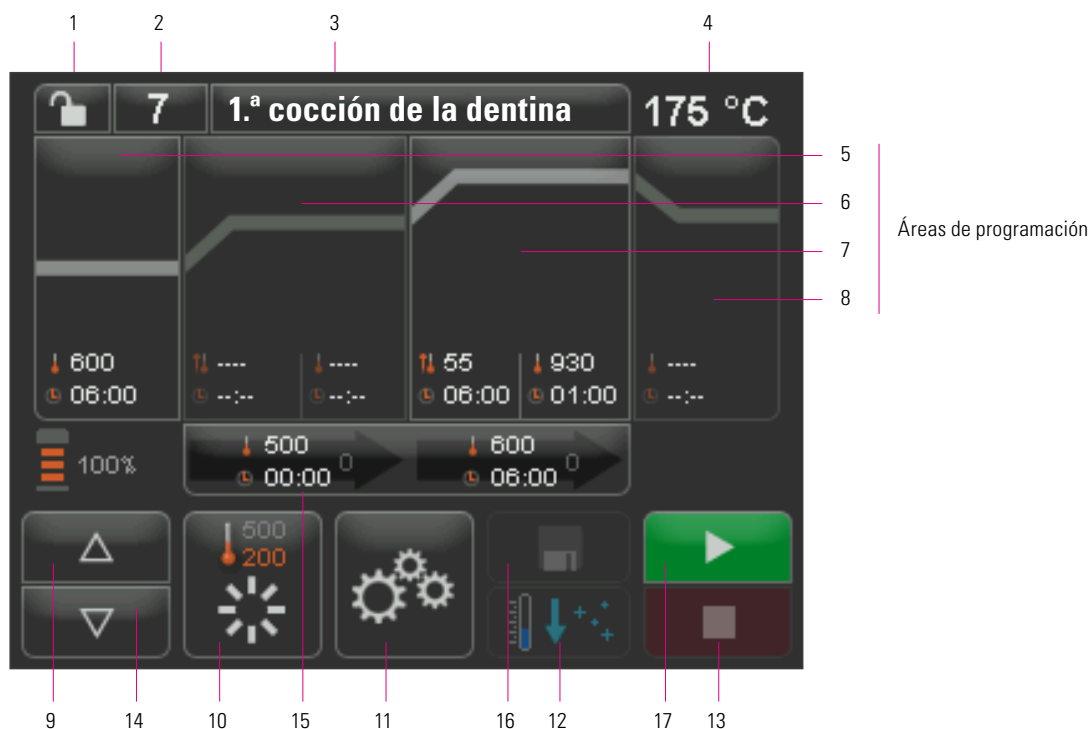 1 2 3 4
7 1.ª cocción de la dentina 175 °C
5
6
7
8
Áreas de programación
600 ---- ---- 55 930 ----
06:00 --:-- --:-- 06:00 01:00 --:--
100%
500 0 600 0
00:00 06:00
500
200
9 14 10 15 11 16 12 17 13